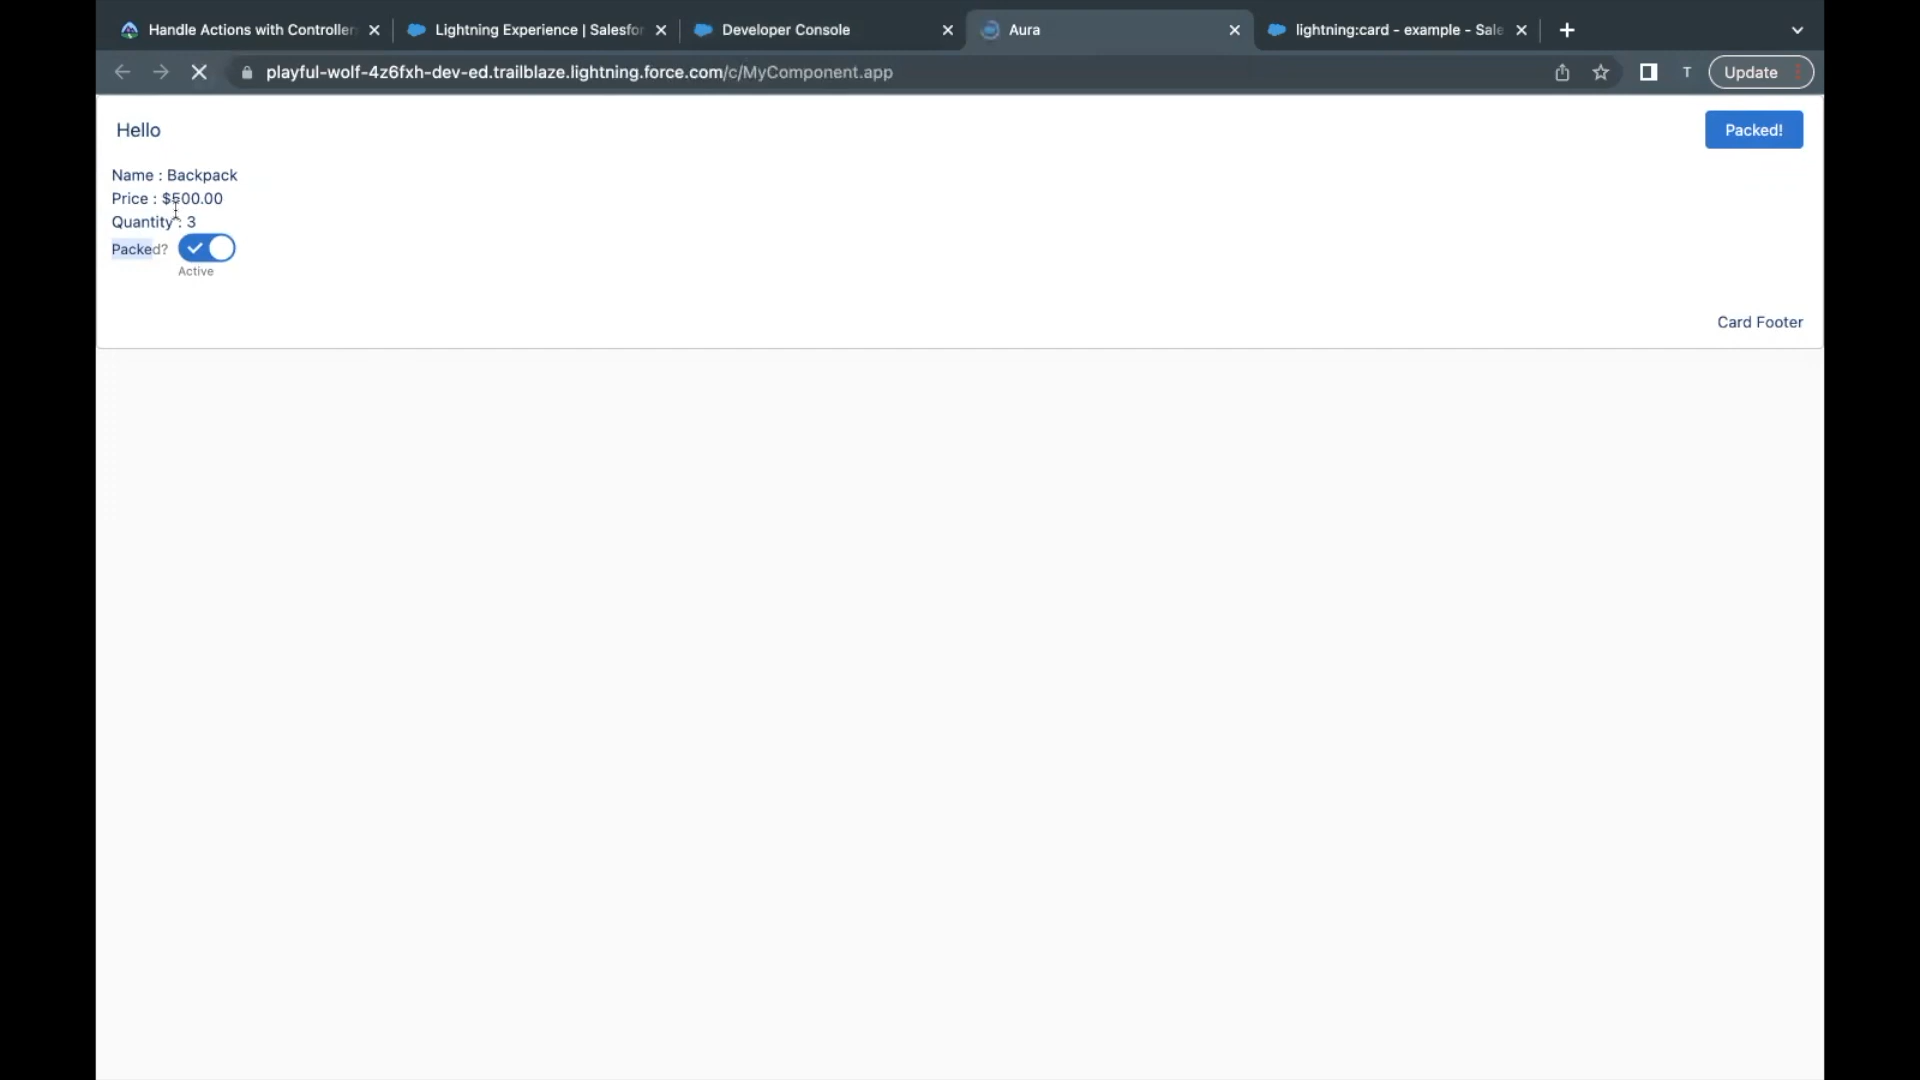 Handle Actions with Controller
Lightning Experience | Salesfor
Developer Console
Aura
lightning:card - example - Sale
playful-wolf-4z6fxh-dev-ed.trailblaze.lightning.force.com/c/MyComponent.app
T
Update
Hello
Packed!
Name : Backpack
Price : $500.00
Quantity : 3
Packed?
Active
Card Footer